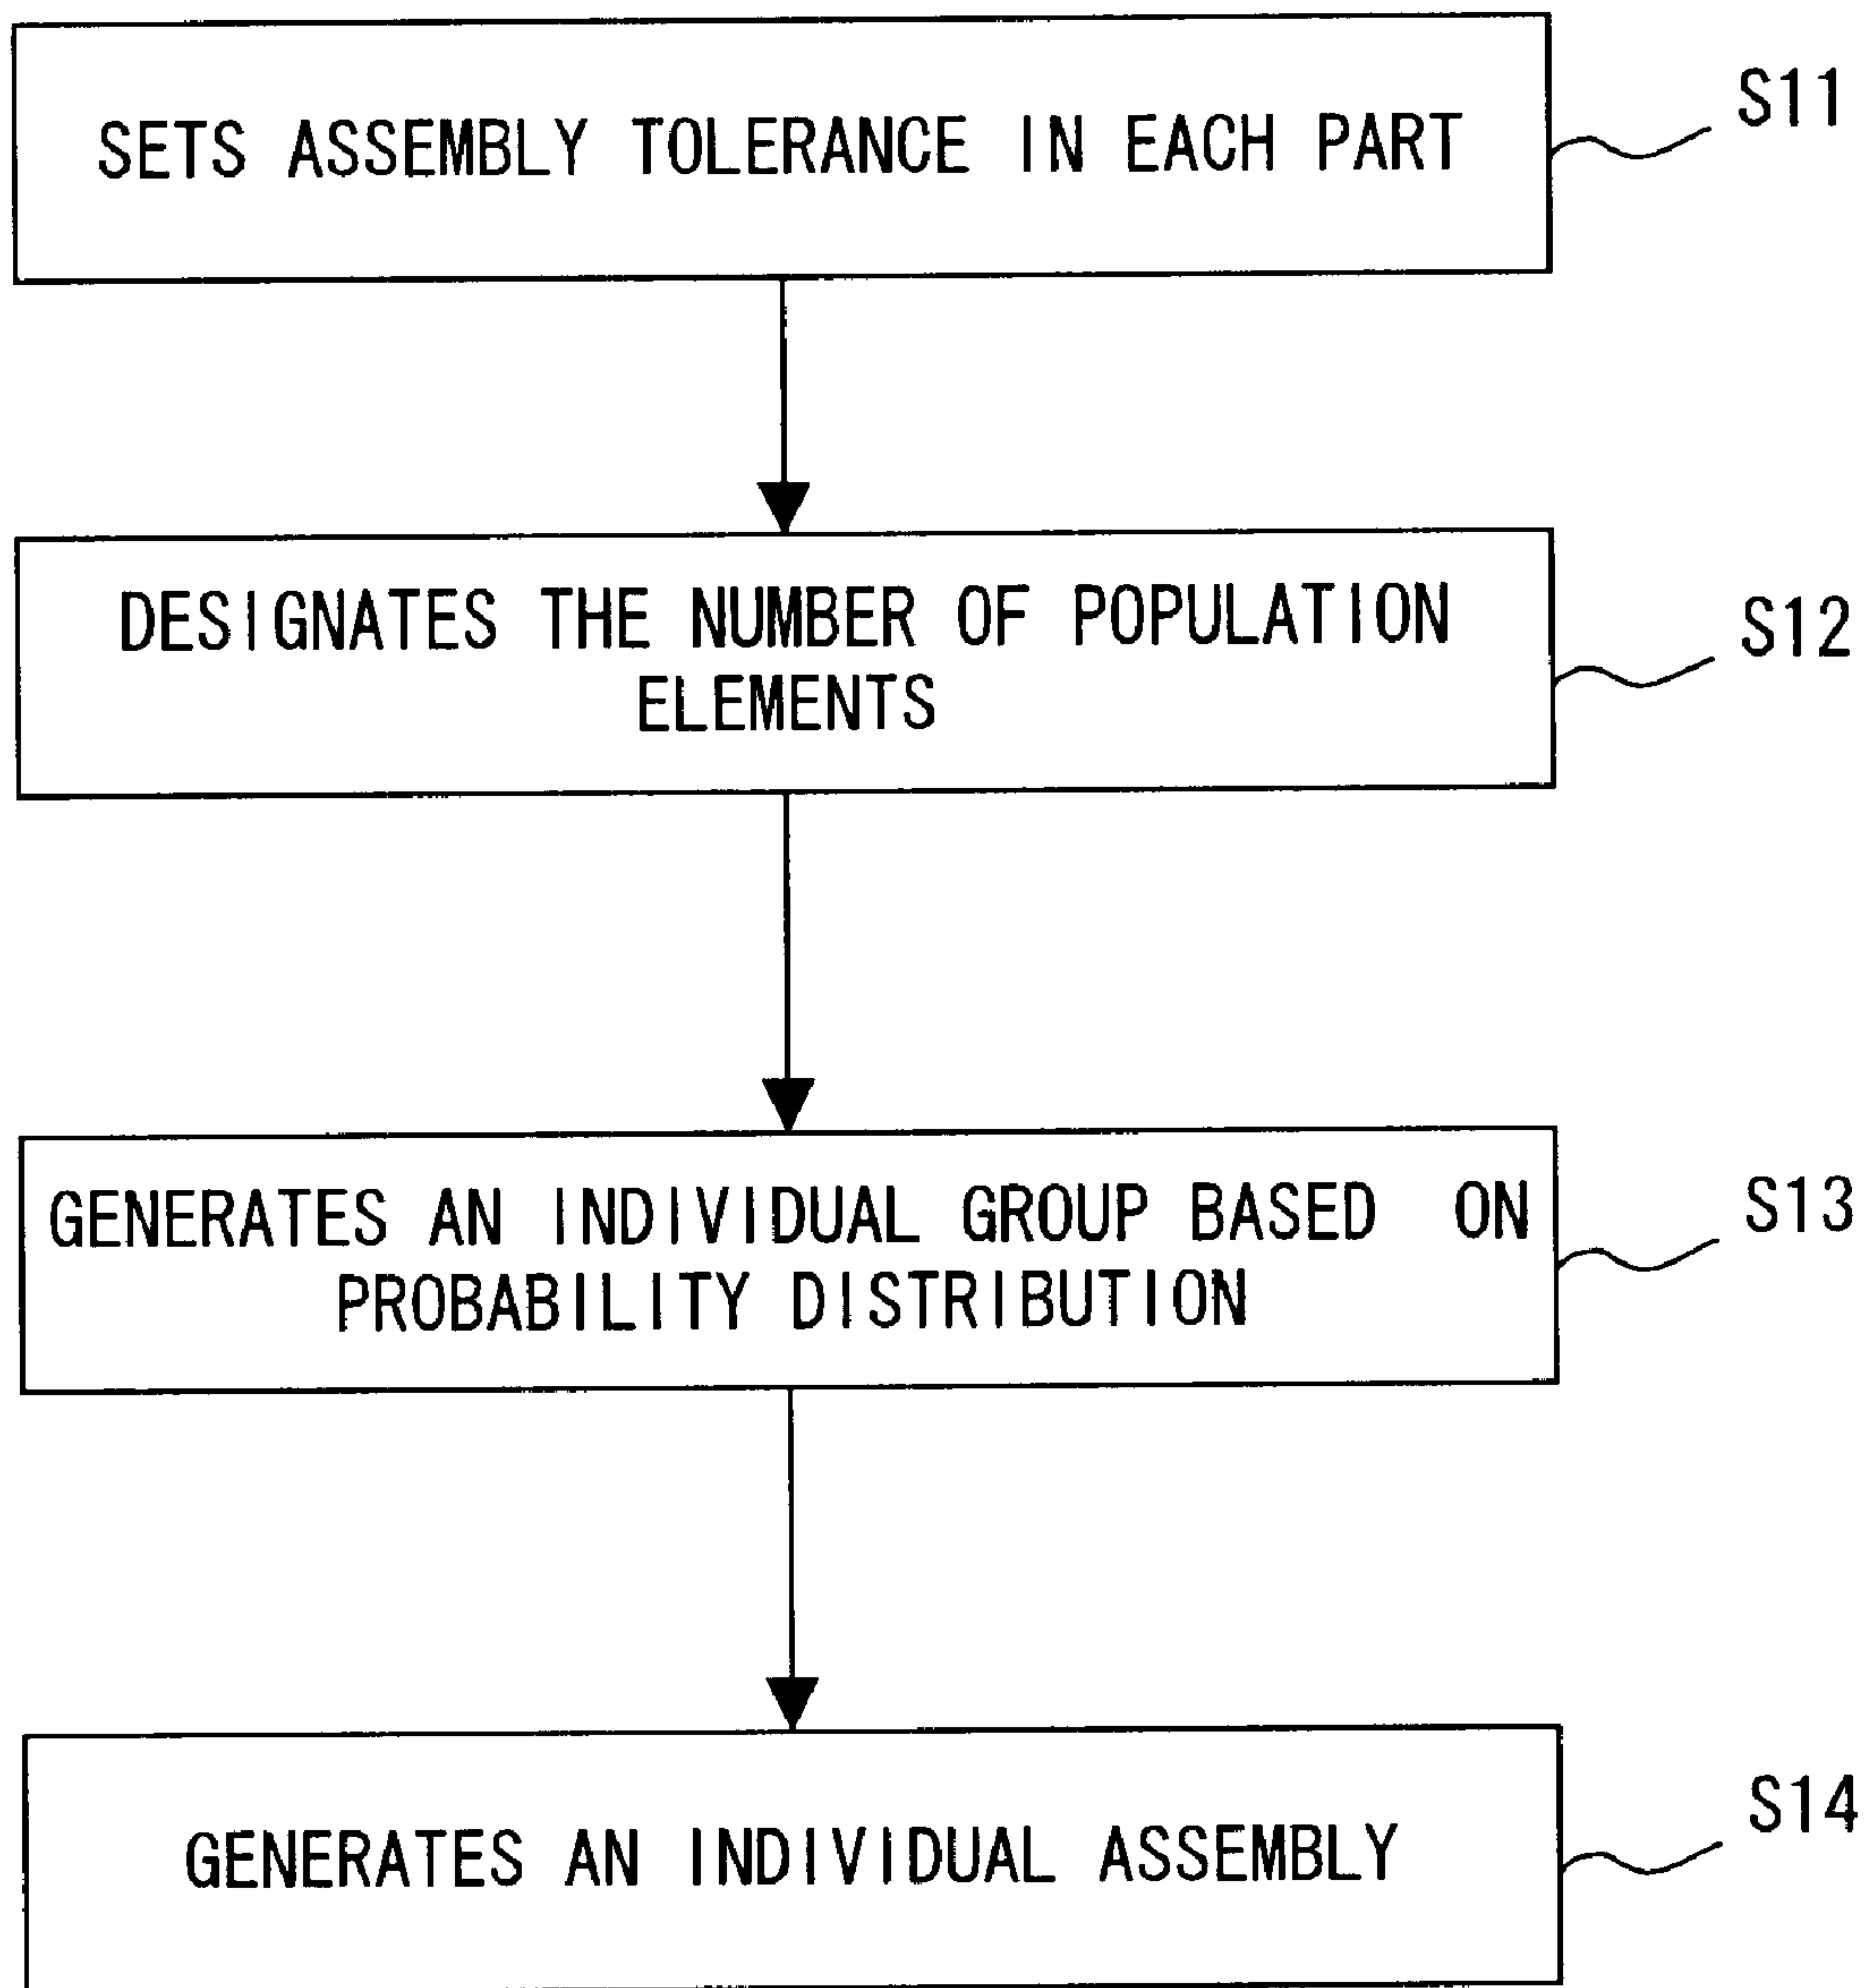 SETS ASSEMBLY TOLERANCE IN EACH PART
S11
DESIGNATES THE NUMBER OF POPULATION
ELEMENTS
S12
GENERATES AN INDIVIDUAL GROUP BASED ON
PROBABILITY DISTRIBUTION
S13
GENERATES AN INDIVIDUAL ASSEMBLY
S14